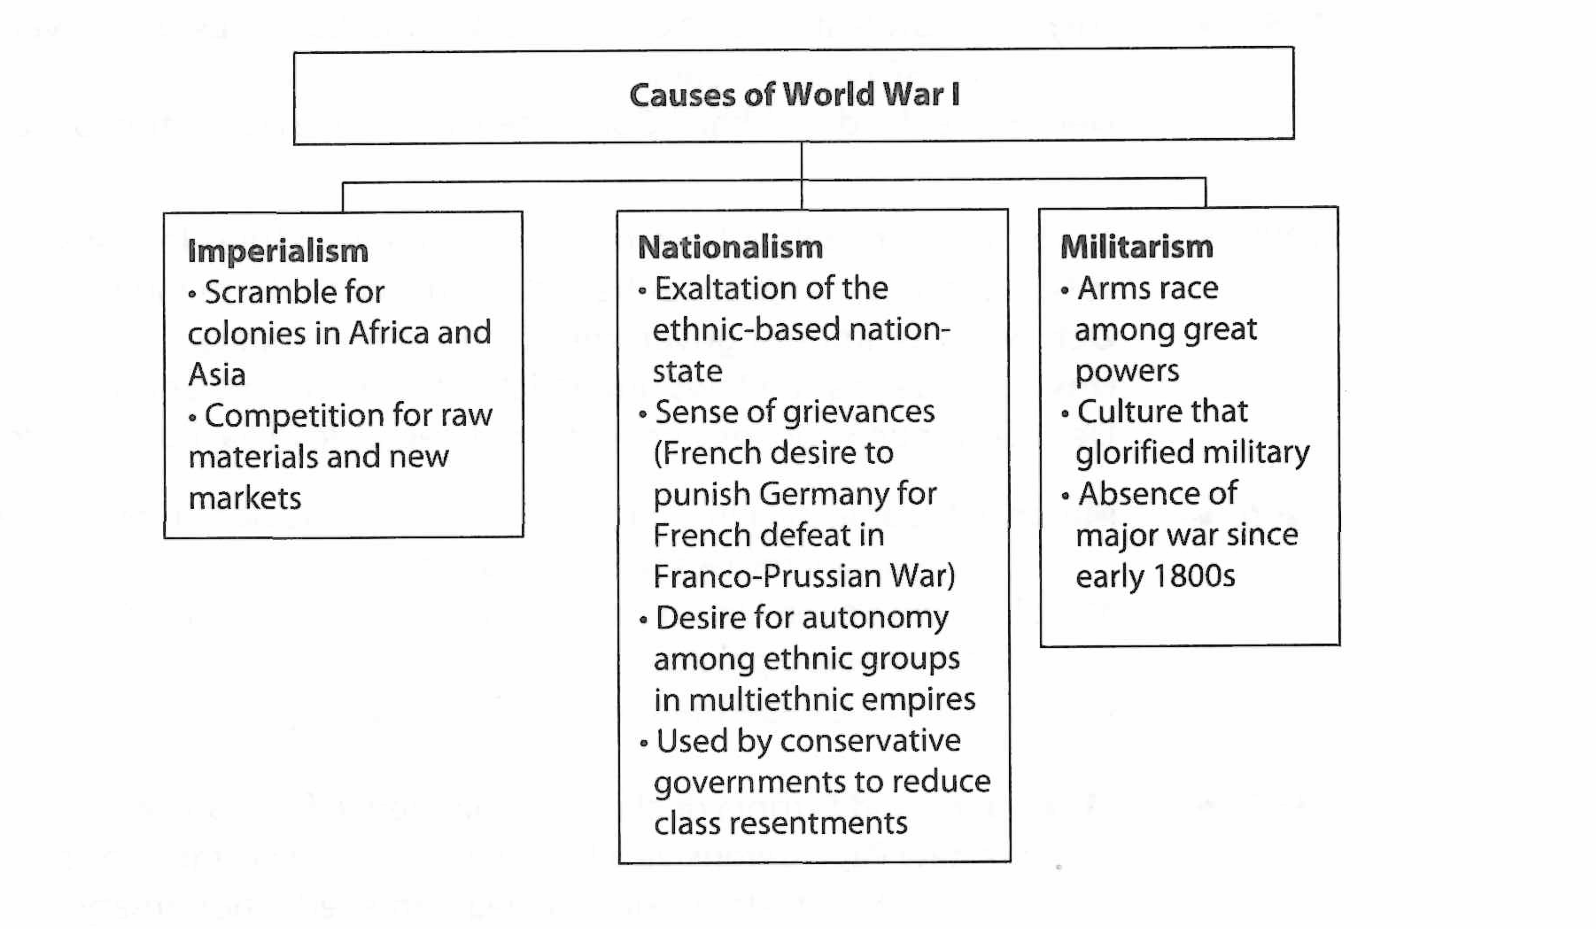 Causes of World War I
Imperialism
• Scramble for
colonies in Africa and
Asia
• Competition for raw
materials and new
markets
Nationalism
• Exaltation of the
ethnic-based nation-
state
• Sense of grievances
(French desire to
punish Germany for
French defeat in
Franco-Prussian War)
• Desire for autonomy
among ethnic groups
in multiethnic empires
• Used by conservative
governments to reduce
class resentments
Militarism
• Arms race
among great
powers
• Culture that
glorified military
• Absence of
major war since
early 1800s